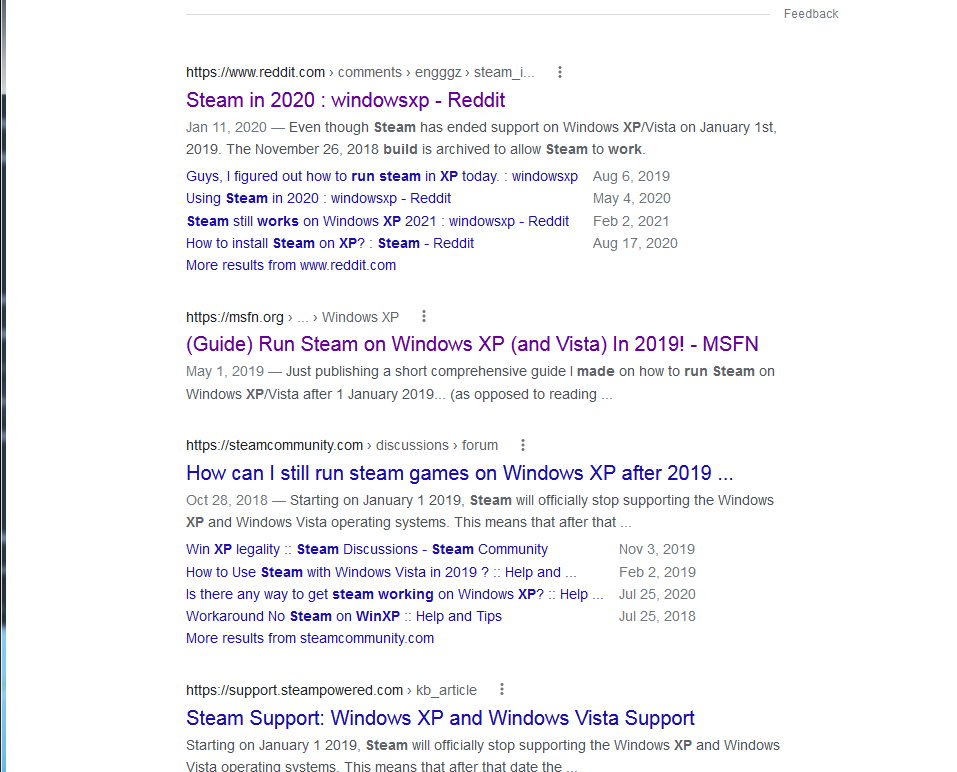 Feedback
https://www.reddit.com › comments › engggz › steam_i...
Steam in 2020 : windowsxp - Reddit
Jan 11, 2020 — Even though Steam has ended support on Windows XP/Vista on January 1st,
2019. The November 26, 2018 build is archived to allow Steam to work.
Guys, I figured out how to run steam in XP today. : windowsxp Aug 6, 2019
Using Steam in 2020 : windowsxp - Reddit May 4, 2020
Steam still works on Windows XP 2021 : windowsxp - Reddit Feb 2, 2021
How to install Steam on XP? : Steam - Reddit Aug 17, 2020
More results from www.reddit.com
https://msfn.org › ... › Windows XP
(Guide) Run Steam on Windows XP (and Vista) In 2019! - MSFN
May 1, 2019 — Just publishing a short comprehensive guide I made on how to run Steam on
Windows XP/Vista after 1 January 2019... (as opposed to reading ...
https://steamcommunity.com › discussions › forum
How can I still run steam games on Windows XP after 2019 ...
Oct 28, 2018 — Starting on January 1 2019, Steam will officially stop supporting the Windows
XP and Windows Vista operating systems. This means that after that ...
Win XP legality :: Steam Discussions - Steam Community Nov 3, 2019
How to Use Steam with Windows Vista in 2019 ? :: Help and ... Feb 2, 2019
Is there any way to get steam working on Windows XP? :: Help ... Jul 25, 2020
Workaround No Steam on WinXP :: Help and Tips Jul 25, 2018
More results from steamcommunity.com
https://support.steampowered.com › kb_article
Steam Support: Windows XP and Windows Vista Support
Starting on January 1 2019, Steam will officially stop supporting the Windows XP and Windows
Vista operating systems. This means that after that date the ...